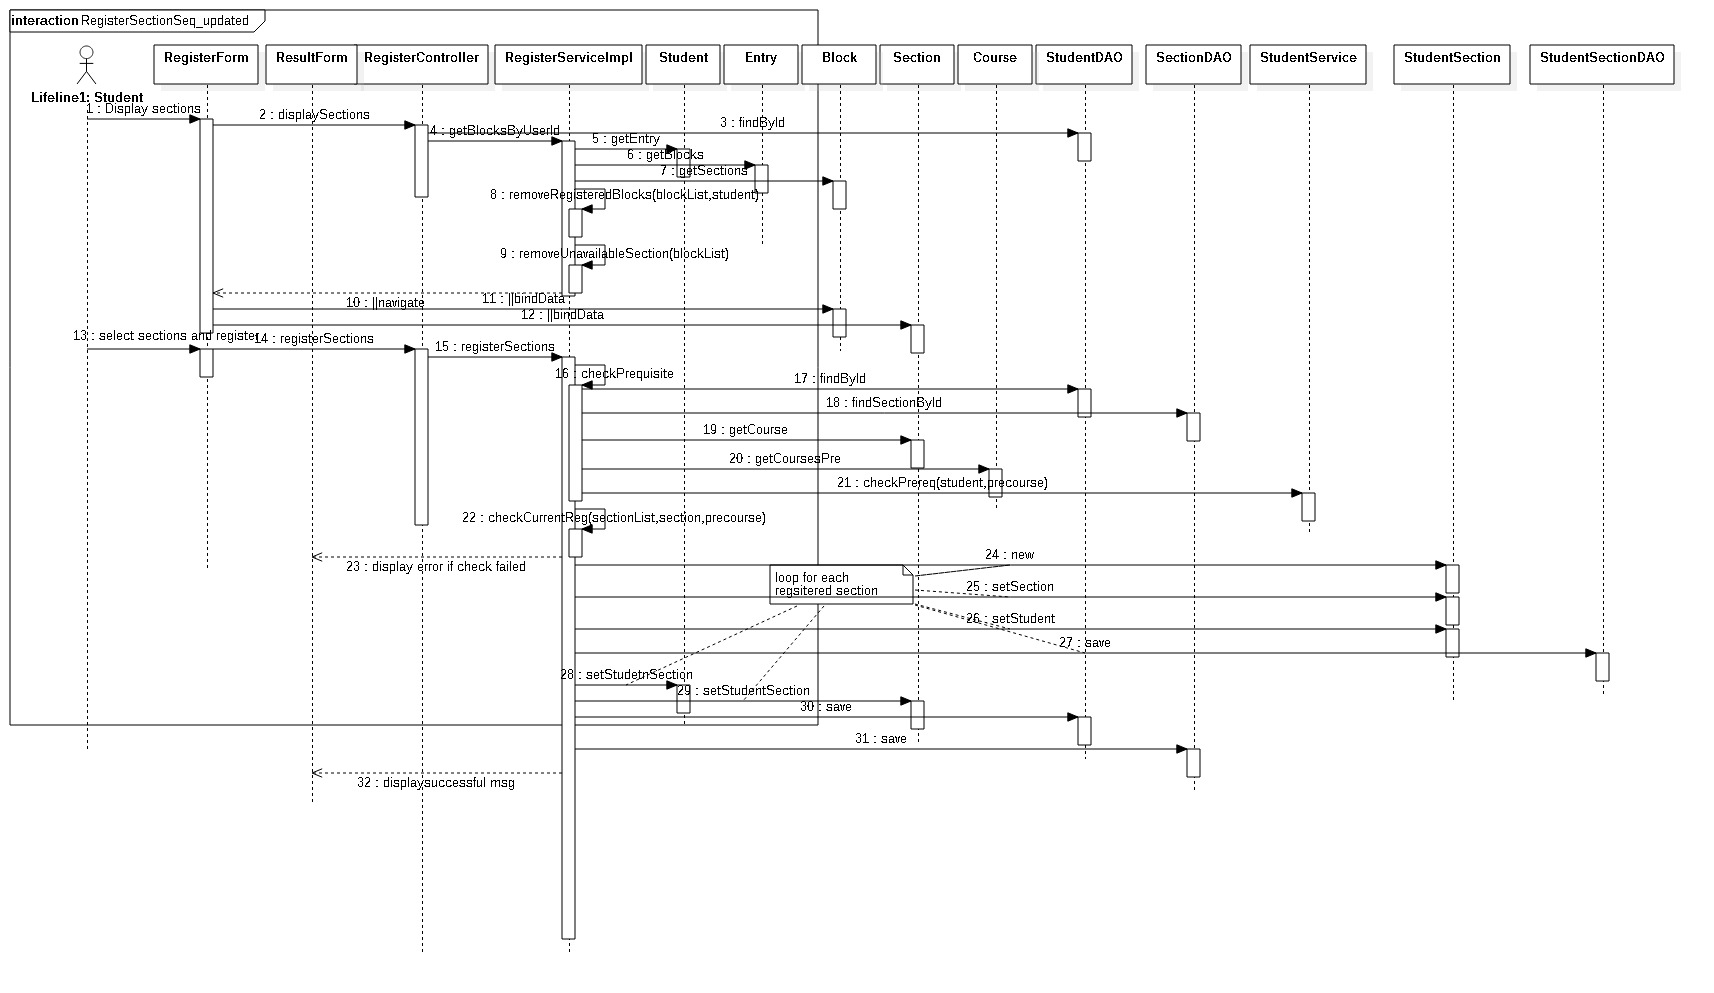 interaction RegisterSectionSeq_updated
RegisterForm
ResultForm
RegisterController
RegisterServiceImpl
Student
Entry
Block
Section
Course
StudentDAO
SectionDAO
StudentService
StudentSection
StudentSectionDAO
Lifeline1: Student
1 : Display sections
2 : displaySections
3 : findById
4 : getBlocksByUserId
5 : getEntry
6 : getBlocks
7 : getSections
8 : removeRegisteredBlocks(blockList,student)
9 : removeUnavailableSection(blockList)
10 : ||navigate
11 : ||bindData
12 : ||bindData
13 : select sections and register
14 : registerSections
15 : registerSections
16 : checkPrequisite
17 : findById
18 : findSectionById
19 : getCourse
20 : getCoursesPre
21 : checkPrereq(student,precourse)
22 : checkCurrentReg(sectionList,section,precourse)
23 : display error if check failed
24 : new
loop for each
regsitered section
25 : setSection
26 : setStudent
27 : save
28 : setStudetnSection
29 : setStudentSection
30 : save
31 : save
32 : displaysuccessful msg